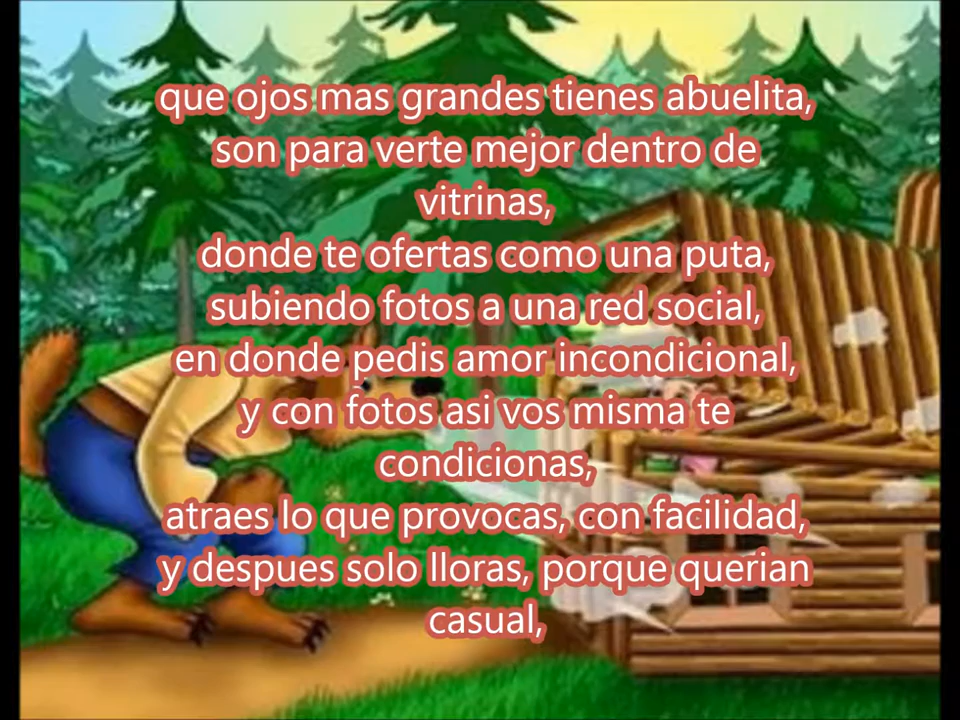 que ojos mas grandes tienes abuelita,
son para verte mejor dentro de
vitrinas,
donde te ofertas como una puta,
subiendo fotos a una red social,
en donde pedis amor incondicional,
y con fotos asi vos misma te
condicionas,
atraes lo que provocas, con facilidad,
y despues solo lloras, porque querian
casual,